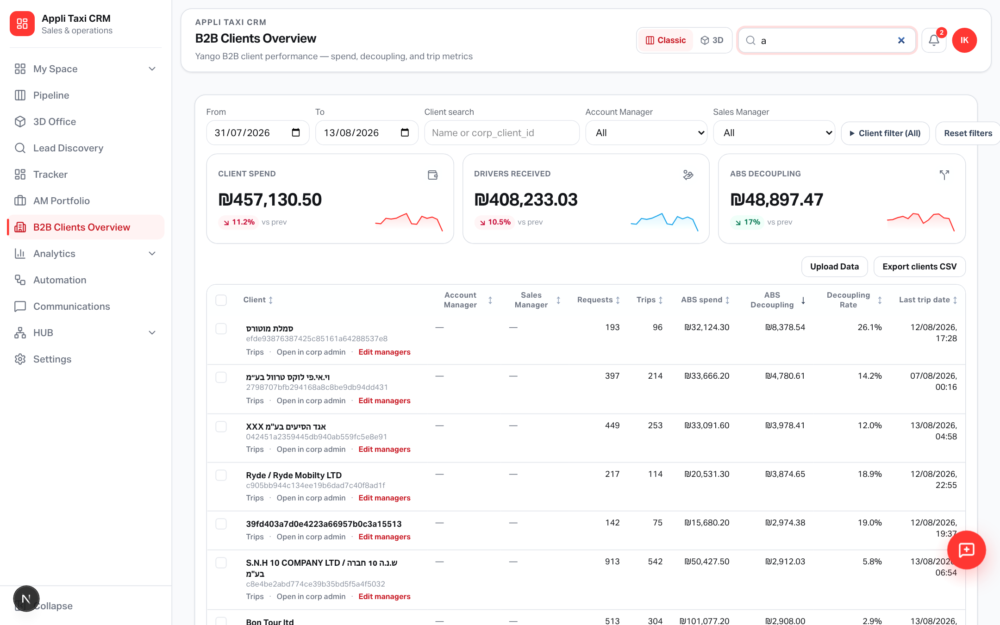 Appli Taxi CRM
Sales & operations
My Space
Pipeline
3D Office
Lead Discovery
Tracker
AM Portfolio
B2B Clients Overview
Analytics
Automation
Communications
HUB
Settings
N
Collapse
APPLI TAXI CRM
B2B Clients Overview
Yango B2B client performance — spend, decoupling, and trip metrics
Classic
3D
a
2
IK
From
To
Client search
Account Manager
Sales Manager
31/07/2026
13/08/2026
Name or corp_client_id
All
All
Client filter (All)
Reset filters
CLIENT SPEND
₪457,130.50
11.2% vs prev
DRIVERS RECEIVED
₪408,233.03
10.5% vs prev
ABS DECOUPLING
₪48,897.47
17% vs prev
Upload Data
Export clients CSV
Client
Account Manager
Sales Manager
Requests
Trips
ABS spend
ABS Decoupling
Decoupling Rate
Last trip date
סמלת מוטורס
efde93876387425c85161a64288537e8
Trips · Open in corp admin · Edit managers
— — 193 96 ₪32,124.30 ₪8,378.54 26.1% 12/08/2026, 17:28
וי.אי.פי לוקס טרוול בע״מ
2798707bfb294168a8c8be9db94dd431
Trips · Open in corp admin · Edit managers
— — 397 214 ₪33,666.20 ₪4,780.61 14.2% 07/08/2026, 00:16
XXX אגד הסיעים בע"מ
042451a2359445db940ab559fc5e8e91
Trips · Open in corp admin · Edit managers
— — 449 253 ₪33,091.60 ₪3,978.41 12.0% 13/08/2026, 04:58
Ryde / Ryde Mobilty LTD
c905bb944c134ee19b6dad7c40f8ad1f
Trips · Open in corp admin · Edit managers
— — 217 114 ₪20,531.30 ₪3,874.65 18.9% 12/08/2026, 22:55
39fd403a7d0e4223a66957b0c3a15513
Trips · Open in corp admin · Edit managers
— — 142 75 ₪15,680.20 ₪2,974.38 19.0% 12/08/2026, 19:37
S.N.H 10 COMPANY LTD / ש.נ.ה 10 חברה
בע"מ
c8e4be2abd774ce39b35bd5f5a4f5032
Trips · Open in corp admin · Edit managers
— — 913 542 ₪50,427.50 ₪2,912.03 5.8% 13/08/2026 06:54
Bon Tour ltd
— — 513 304 ₪101,077.20 ₪2,908.00 2.9% 13/08/2026,